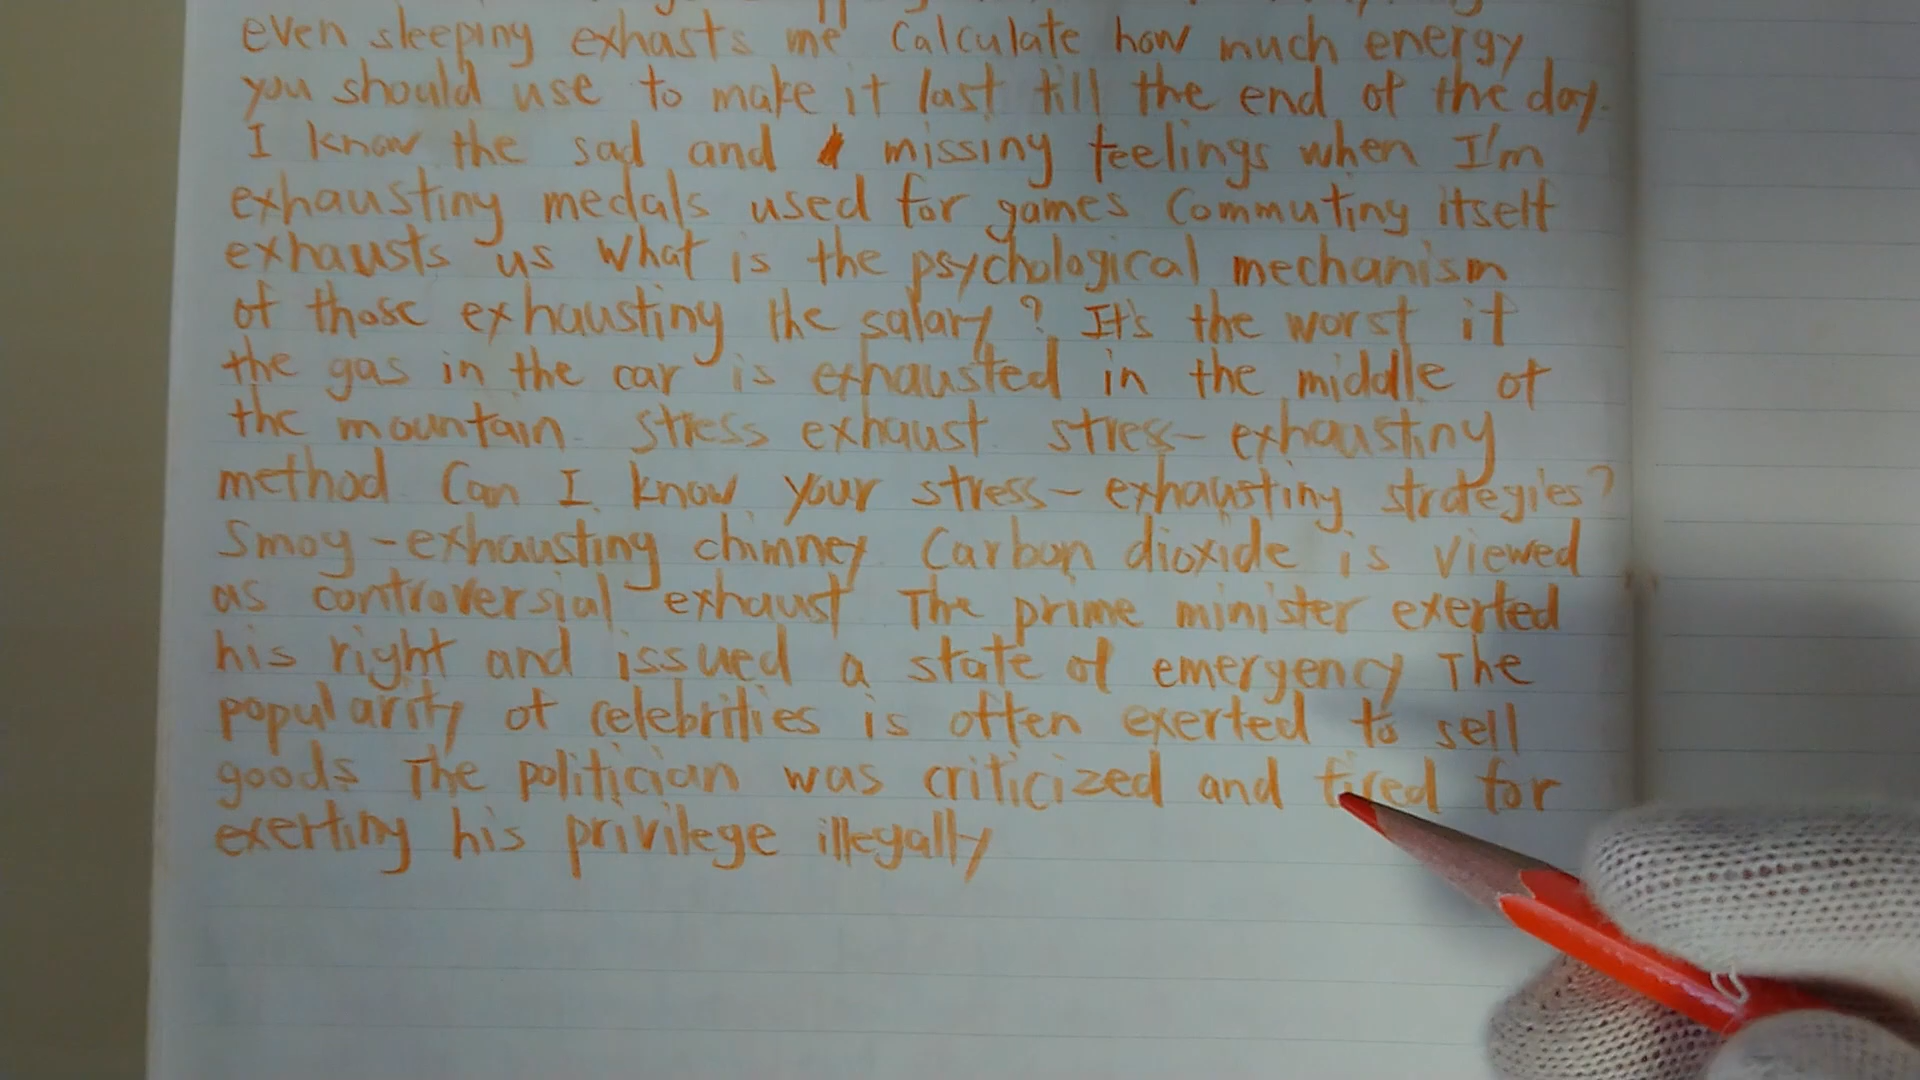 even sleeping exhasts me Calculate how much energy
you should use to make it last till the end of the day.
I know the sad and missing feelings when I'm
exhausting medals used for games Commuting itself
exhausts us What is the psychological mechanism
of those exhausting the salary? It's the worst if
the gas in the car is exhausted in the middle of
the mountain. Stress exhaust stress-exhausting
method Can I know your stress-exhausting strategies?
Smog-exhausting chimney Carbon dioxide is viewed
as controversial exhaust The prime minister exerted
his right and issued a state of emergency The
popularity of celebrities is often exerted to sell
goods The politician was criticized and fired for
exerting his privilege illegally